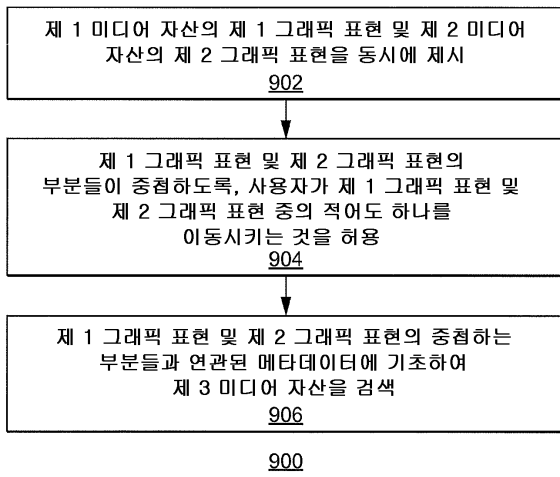 제 1 미디어 자산의 제 1 그래픽 표현 및 제 2 미디어
자산의 제 2 그래픽 표현을 동시에 제시
902
제 1 그래픽 표현 및 제 2 그래픽 표현의
부분들이 중첩하도록, 사용자가 제 1 그래픽 표현 및
제 2 그래픽 표현 중의 적어도 하나를
이동시키는 것을 허용
904
제 1 그래픽 표현 및 제 2 그래픽 표현의 중첩하는
부분들과 연관된 메타데이터에 기초하여
제 3 미디어 자산을 검색
906
900